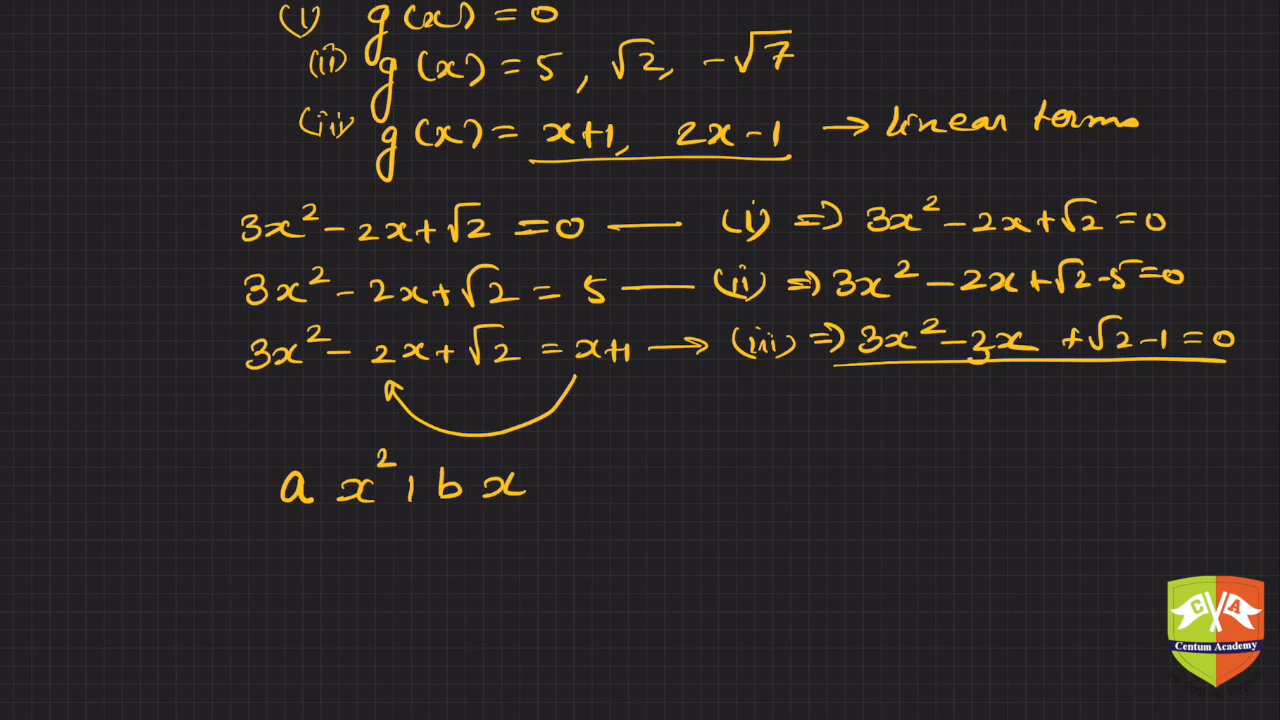 (i) g(x) = 0
(ii) g(x) = 5, √2, -√7
(iii) g(x) = x+1, 2x-1 → linear terms
3x² - 2x + √2 = 0 — (i) ⇒ 3x² - 2x + √2 = 0
3x² - 2x + √2 = 5 — (ii) ⇒ 3x² - 2x + √2 - 5 = 0
3x² - 2x + √2 = x+1 → (iii) ⇒ 3x² - 3x + √2 - 1 = 0
a x² | b x
C A
Centum Academy